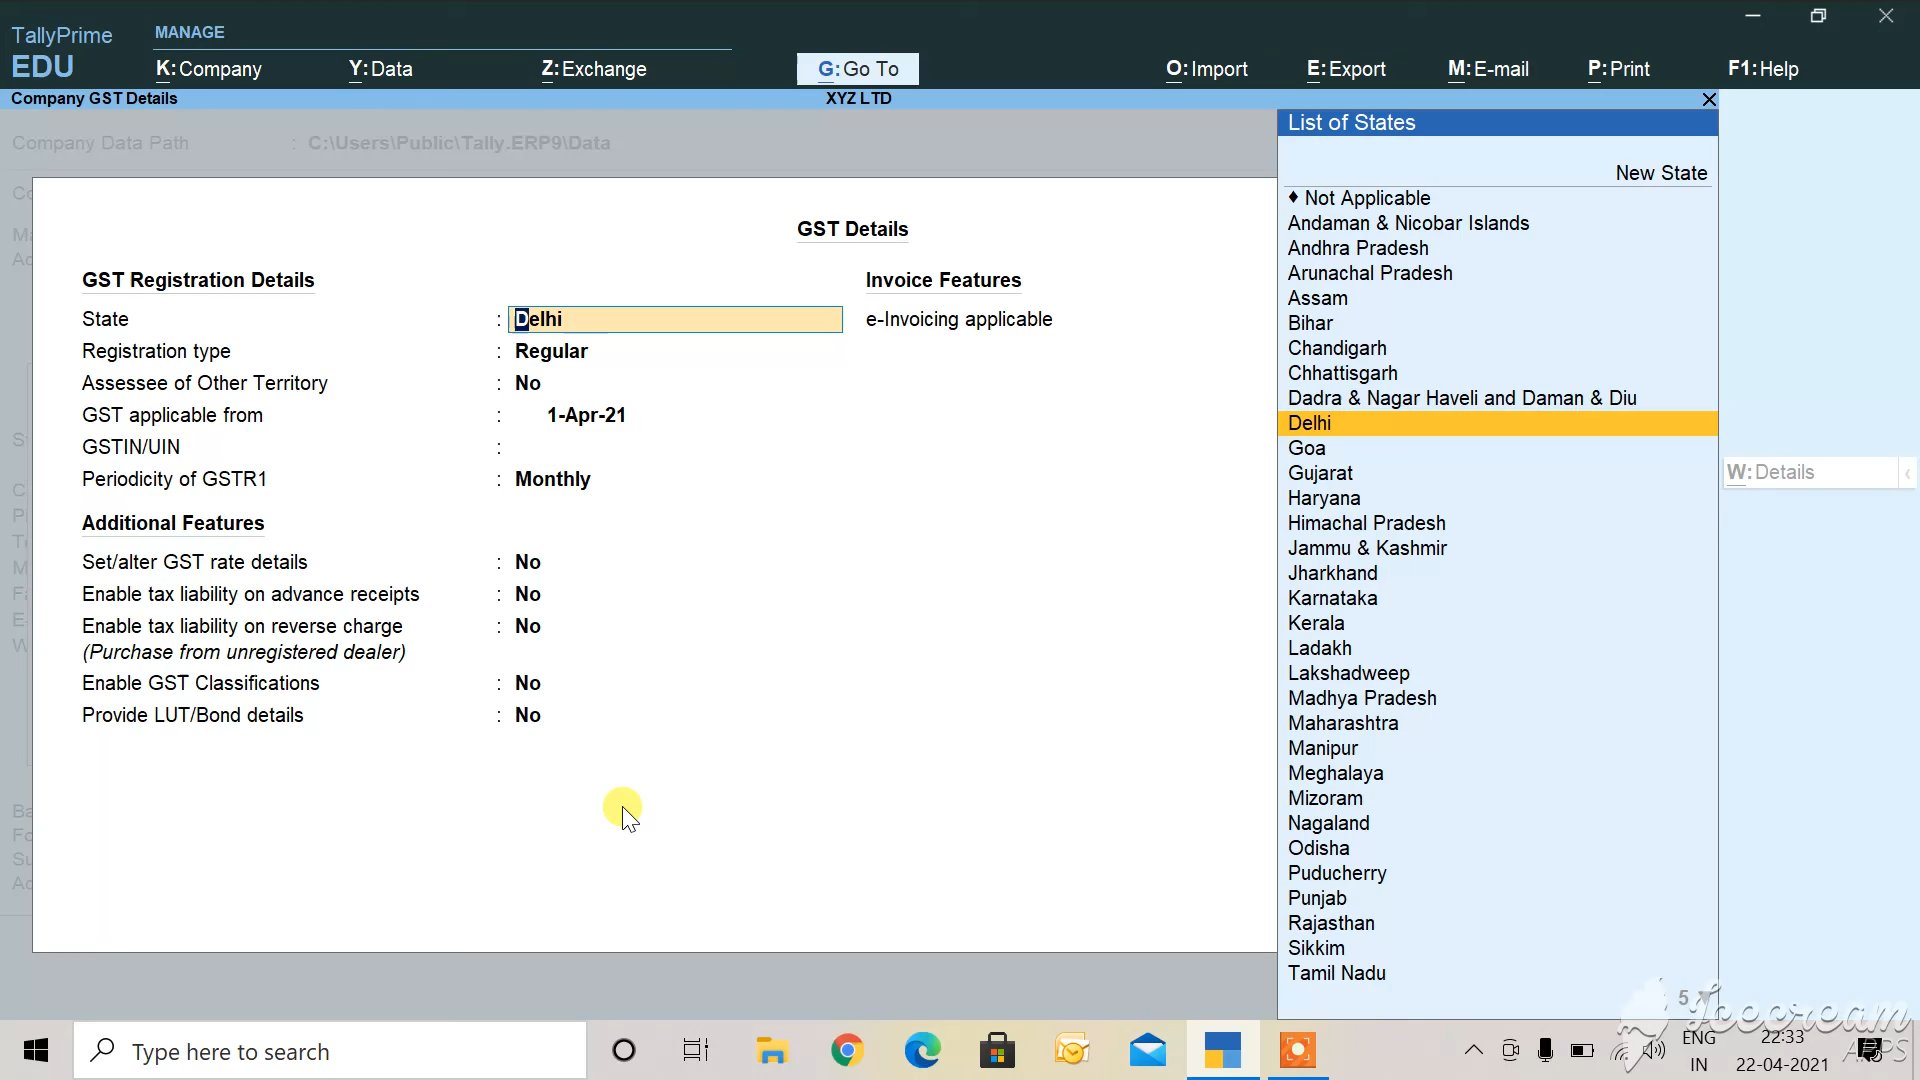 TallyPrime
EDU
MANAGE
K:Company
Y:Data
Z:Exchange
G:Go To
O:Import
E:Export
M:E-mail
P:Print
F1:Help
Company GST Details
XYZ LTD
Company Data Path : C:\Users\Public\Tally.ERP9\Data
GST Details
GST Registration Details
State : Delhi
Registration type : Regular
Assessee of Other Territory : No
GST applicable from : 1-Apr-21
GSTIN/UIN :
Periodicity of GSTR1 : Monthly
Additional Features
Set/alter GST rate details : No
Enable tax liability on advance receipts : No
Enable tax liability on reverse charge : No
(Purchase from unregistered dealer)
Enable GST Classifications : No
Provide LUT/Bond details : No
Invoice Features
e-Invoicing applicable
List of States
New State
♦ Not Applicable
Andaman & Nicobar Islands
Andhra Pradesh
Arunachal Pradesh
Assam
Bihar
Chandigarh
Chhattisgarh
Dadra & Nagar Haveli and Daman & Diu
Delhi
Goa
Gujarat
Haryana
Himachal Pradesh
Jammu & Kashmir
Jharkhand
Karnataka
Kerala
Ladakh
Lakshadweep
Madhya Pradesh
Maharashtra
Manipur
Meghalaya
Mizoram
Nagaland
Odisha
Puducherry
Punjab
Rajasthan
Sikkim
Tamil Nadu
5 ▼
W:Details
Icecream
APPS
Type here to search
ENG
IN
22:33
22-04-2021